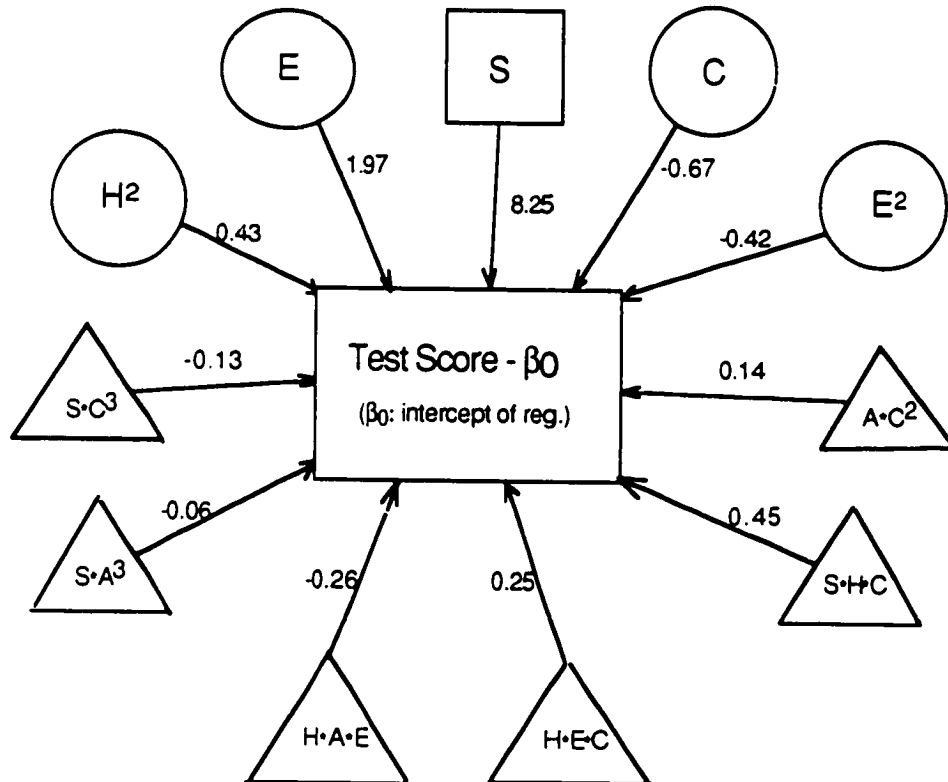 E
S
C
H²
E²
1.97
-0.67
8.25
0.43
-0.42
Test Score - β0
(β0: intercept of reg.)
-0.13
0.14
S•C³
A•C²
-0.06
0.45
S•A³
S•H•C
-0.26
0.25
H•A•E
H•E•C